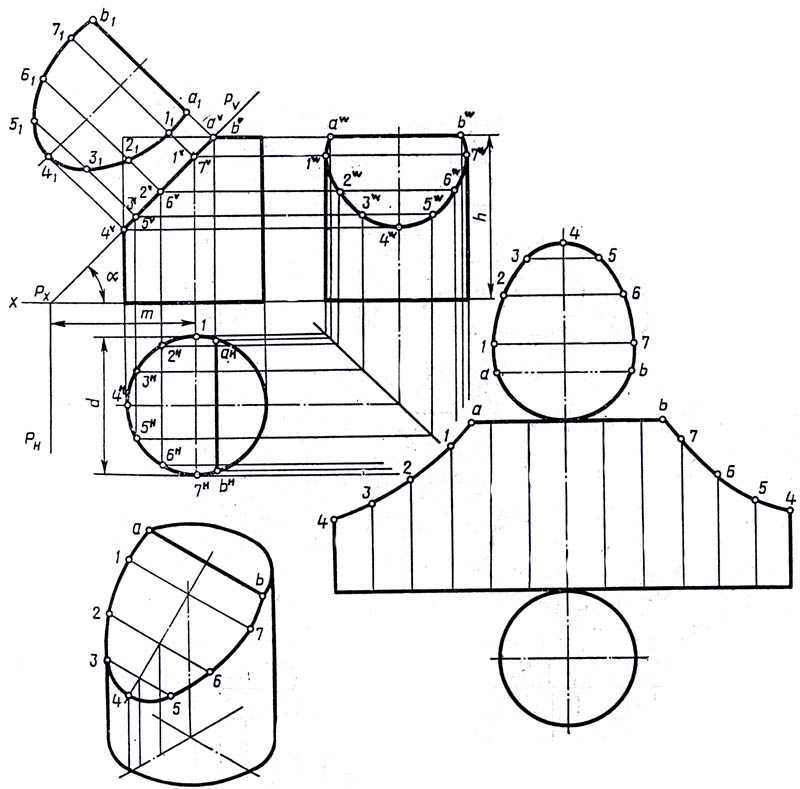 b₁
7₁
6₁
5₁
4₁
3₁
2₁
1₁
a₁
Pᵥ
aᵛ
bᵛ
1ᵛ
7ᵛ
2ᵛ
6ᵛ
3ᵛ
5ᵛ
4ᵛ
α
x
Pₓ
m
aʷ
bʷ
1ʷ
7ʷ
2ʷ
6ʷ
3ʷ
5ʷ
4ʷ
h
1
aᴴ
2ᴴ
3ᴴ
4ᴴ
5ᴴ
6ᴴ
7ᴴ
bᴴ
d
Pʜ
4
3
5
2
6
1
7
a
b
a
b
1
7
2
6
3
5
4
4
a
1
b
2
7
3
6
4
5